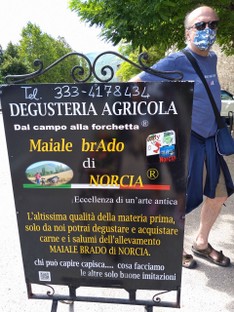 Tel. 333-4178434
DEGUSTERIA AGRICOLA
Dal campo alla forchetta®
Maiale brAdo
di
NORCIA®
Eccellenza di un'arte antica
L'altissima qualità della materia prima,
solo da noi potrai degustare e acquistare
carne e i salumi dell'allevamento
MAIALE BRADO di NORCIA.
chi può capire capisca..... cosa facciamo
le altre solo buone imitazioni